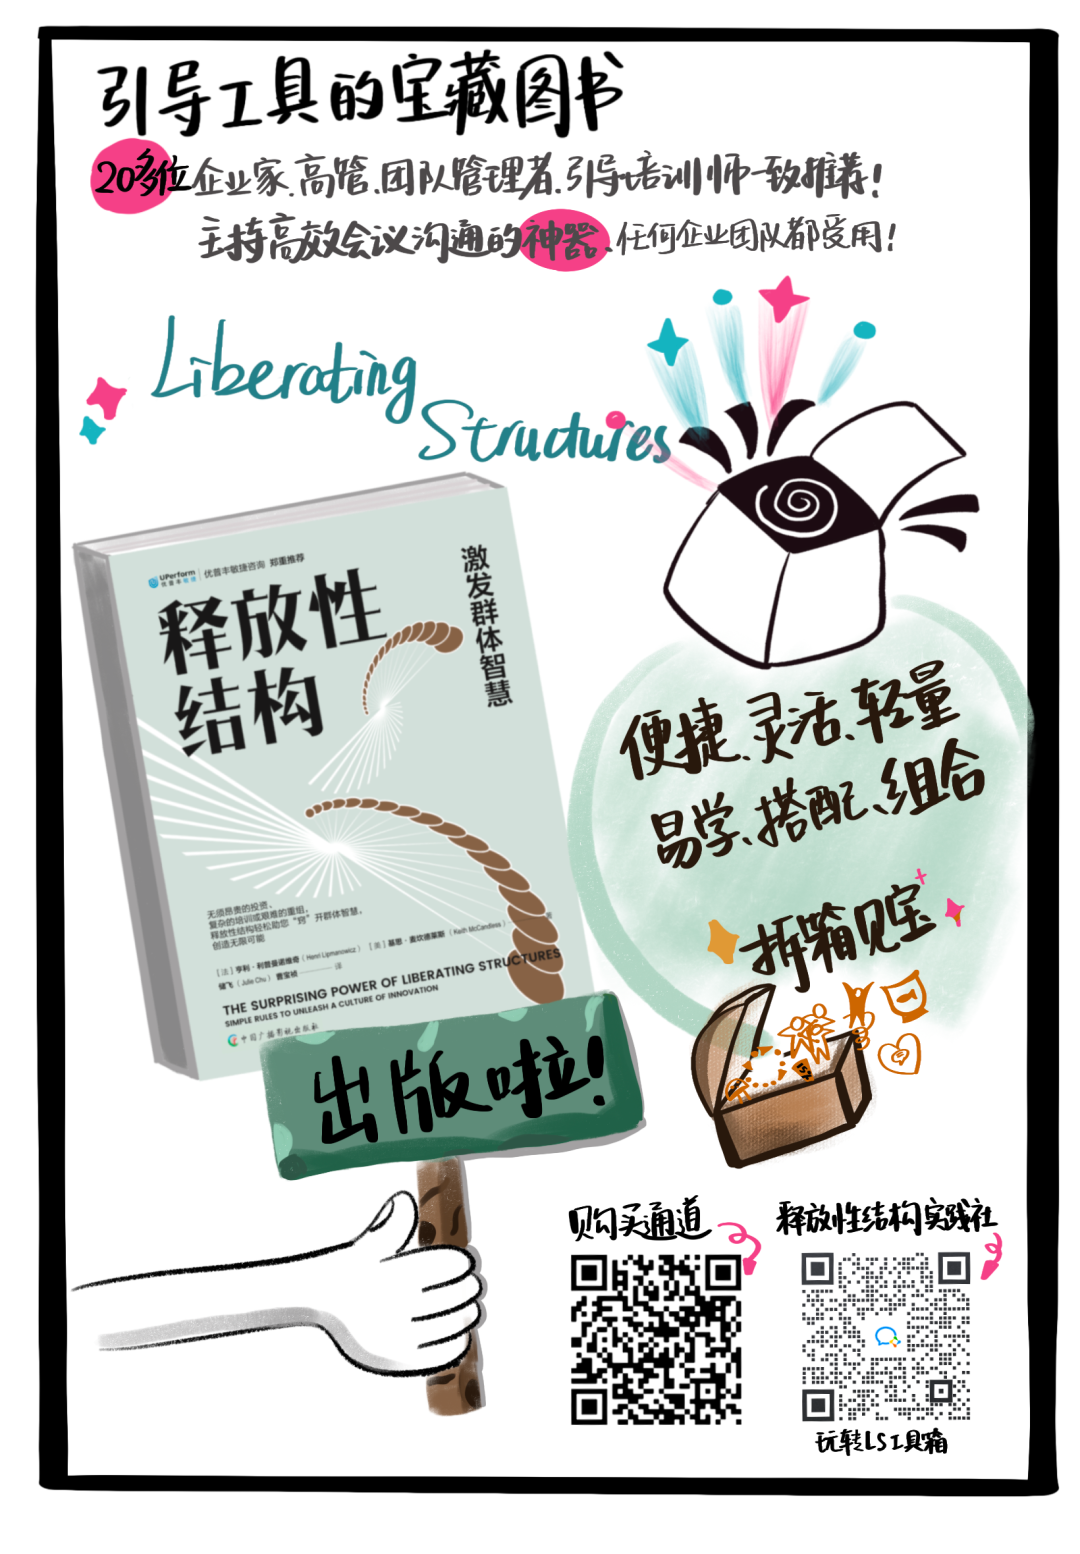 引导工具的宝藏图书
20多位企业家、高管、团队管理者、引导培训师一致推荐!
主持高效会议沟通的神器、任何企业团队都受用!
Liberating
Structures
UPerform
优普丰敏捷
优普丰敏捷咨询 郑重推荐
激发群体智慧
释放性
结构
无须昂贵的投资、
复杂的培训或艰难的重组,
释放性结构轻松助您“窍”开群体智慧,
创造无限可能
[法] 亨利·利普曼诺维奇 (Henri Lipmanowicz) [美] 基思·麦坎德莱斯 (Keith McCandless)
储飞 (Julie Chu) 曹宝祯 译
THE SURPRISING POWER OF LIBERATING STRUCTURES
SIMPLE RULES TO UNLEASH A CULTURE OF INNOVATION
中国广播影视出版社
出版啦!
便捷、灵活、轻量
易学、搭配、组合
拆箱见宝
购买通道
释放性结构实践社
玩转LS工具箱